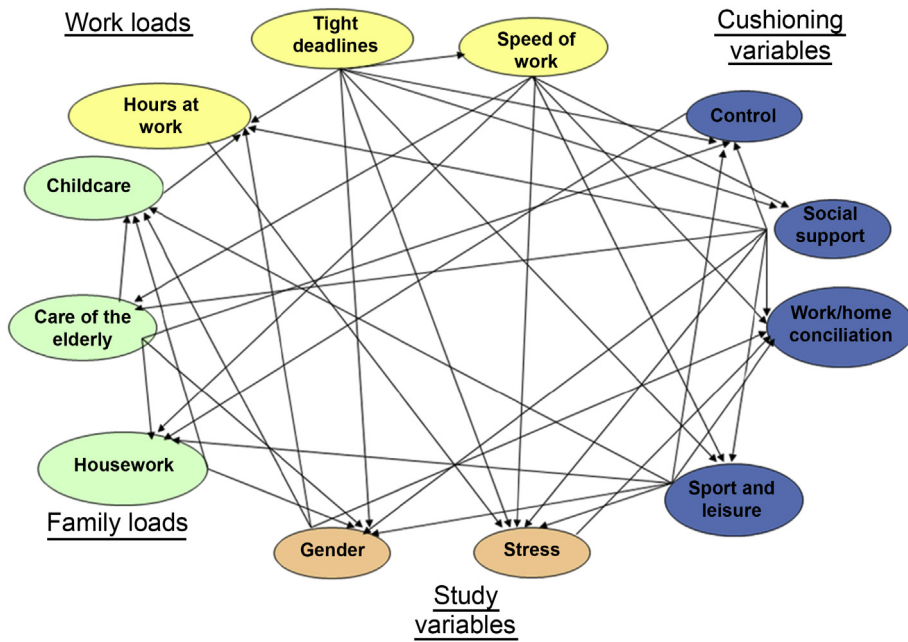 Work loads
Tight
deadlines
Speed of
work
Cushioning
variables
Hours at
work
Control
Childcare
Social
support
Care of the
elderly
Work/home
conciliation
Housework
Sport and
leisure
Family loads
Gender
Stress
Study
variables